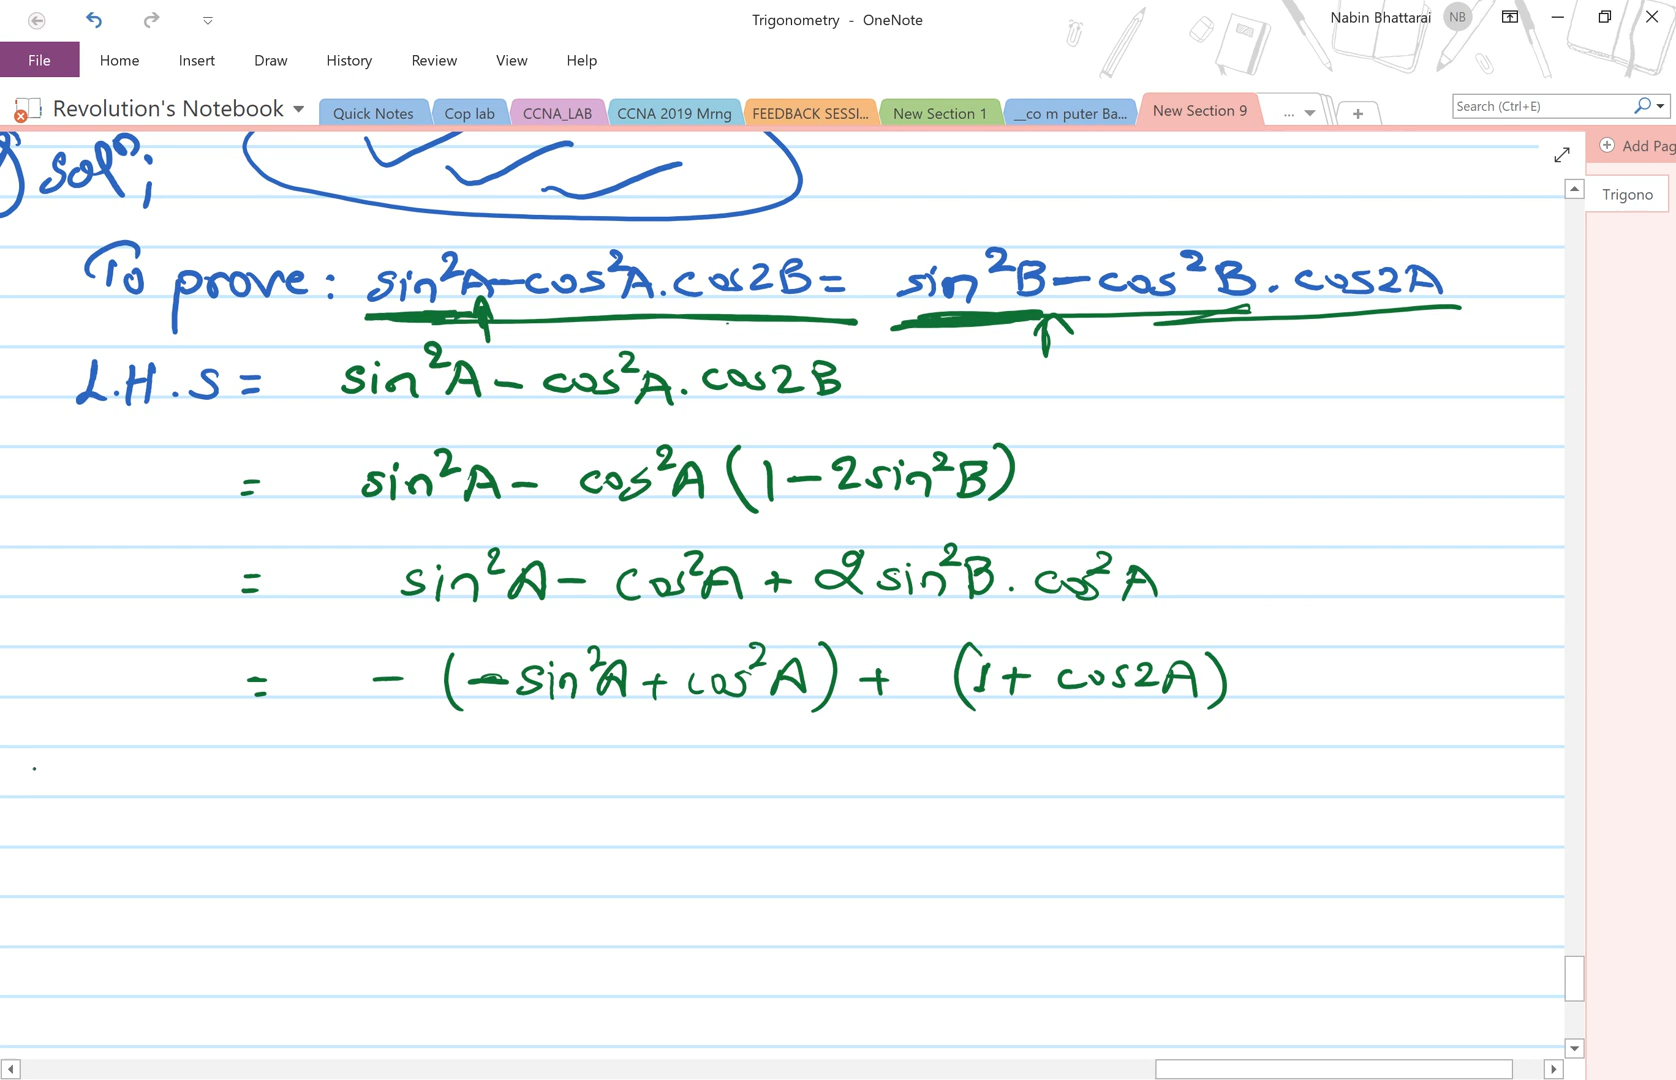 Trigonometry - OneNote
Nabin Bhattarai NB
File Home Insert Draw History Review View Help
Revolution's Notebook Quick Notes Cop lab CCNA_LAB CCNA 2019 Mrng FEEDBACK SESSI... New Section 1 __co m puter Ba... New Section 9 ... +
Search (Ctrl+E)
Add Pag
Trigono
Solⁿ;
To prove: sin²A-cos²A.cos2B= sin²B-cos²B.cos2A
L.H.S= sin²A-cos²A.cos2B
= sin²A- cos²A(1-2sin²B)
= sin²A- cos²A+2sin²B.cos²A
= -(-sin²A+cos²A)+(1+cos2A)